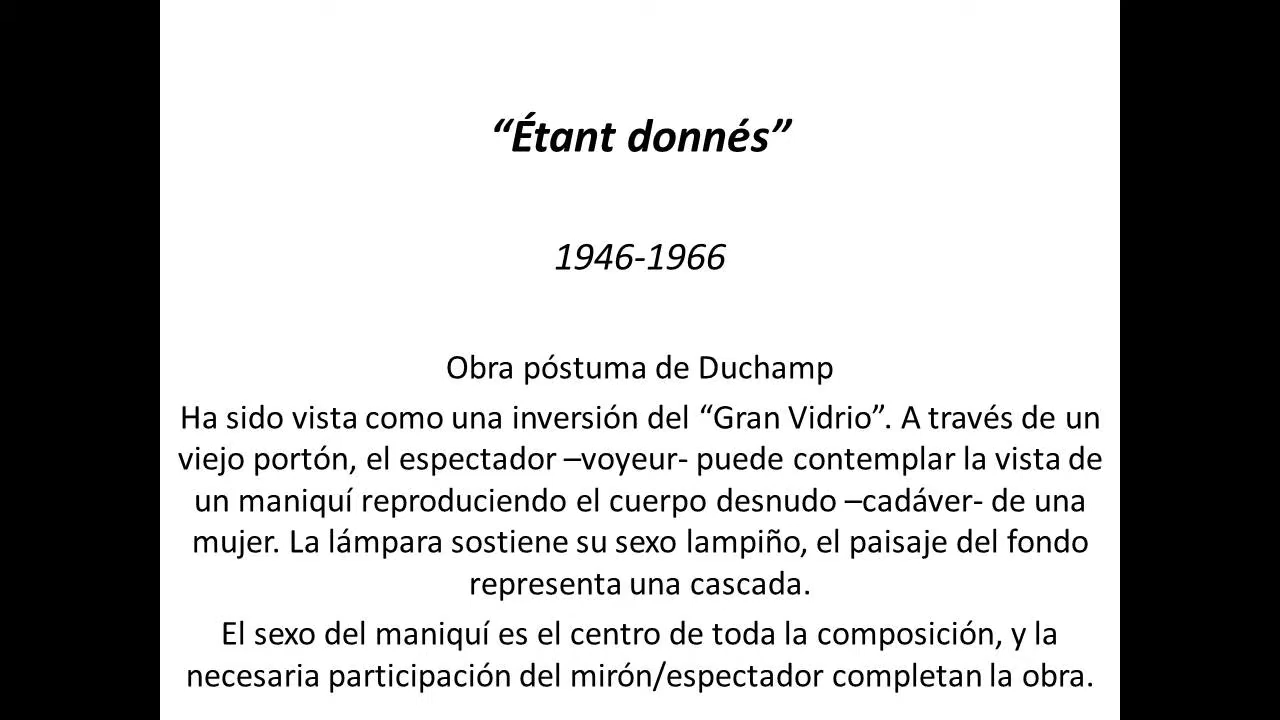 “Étant donnés”
1946-1966
Obra póstuma de Duchamp
Ha sido vista como una inversión del “Gran Vidrio”. A través de un
viejo portón, el espectador –voyeur- puede contemplar la vista de
un maniquí reproduciendo el cuerpo desnudo –cadáver- de una
mujer. La lámpara sostiene su sexo lampiño, el paisaje del fondo
representa una cascada.
El sexo del maniquí es el centro de toda la composición, y la
necesaria participación del mirón/espectador completan la obra.